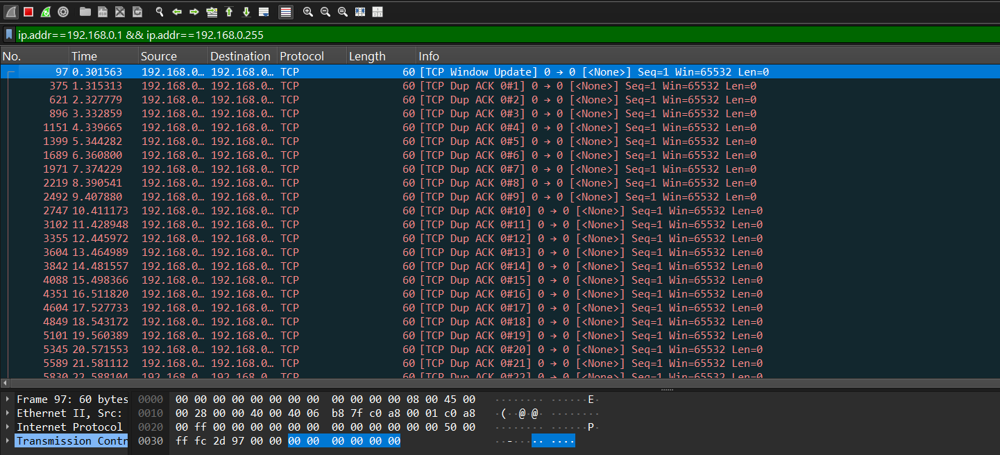 ip.addr==192.168.0.1 && ip.addr==192.168.0.255
No. Time Source Destination Protocol Length Info
97 0.301563 192.168.0… 192.168.0… TCP 60 [TCP Window Update] 0 → 0 [<None>] Seq=1 Win=65532 Len=0
375 1.315313 192.168.0… 192.168.0… TCP 60 [TCP Dup ACK 0#1] 0 → 0 [<None>] Seq=1 Win=65532 Len=0
621 2.327779 192.168.0… 192.168.0… TCP 60 [TCP Dup ACK 0#2] 0 → 0 [<None>] Seq=1 Win=65532 Len=0
896 3.332859 192.168.0… 192.168.0… TCP 60 [TCP Dup ACK 0#3] 0 → 0 [<None>] Seq=1 Win=65532 Len=0
1151 4.339665 192.168.0… 192.168.0… TCP 60 [TCP Dup ACK 0#4] 0 → 0 [<None>] Seq=1 Win=65532 Len=0
1399 5.344282 192.168.0… 192.168.0… TCP 60 [TCP Dup ACK 0#5] 0 → 0 [<None>] Seq=1 Win=65532 Len=0
1689 6.360800 192.168.0… 192.168.0… TCP 60 [TCP Dup ACK 0#6] 0 → 0 [<None>] Seq=1 Win=65532 Len=0
1971 7.374229 192.168.0… 192.168.0… TCP 60 [TCP Dup ACK 0#7] 0 → 0 [<None>] Seq=1 Win=65532 Len=0
2219 8.390541 192.168.0… 192.168.0… TCP 60 [TCP Dup ACK 0#8] 0 → 0 [<None>] Seq=1 Win=65532 Len=0
2492 9.407880 192.168.0… 192.168.0… TCP 60 [TCP Dup ACK 0#9] 0 → 0 [<None>] Seq=1 Win=65532 Len=0
2747 10.411173 192.168.0… 192.168.0… TCP 60 [TCP Dup ACK 0#10] 0 → 0 [<None>] Seq=1 Win=65532 Len=0
3102 11.428948 192.168.0… 192.168.0… TCP 60 [TCP Dup ACK 0#11] 0 → 0 [<None>] Seq=1 Win=65532 Len=0
3355 12.445972 192.168.0… 192.168.0… TCP 60 [TCP Dup ACK 0#12] 0 → 0 [<None>] Seq=1 Win=65532 Len=0
3604 13.464989 192.168.0… 192.168.0… TCP 60 [TCP Dup ACK 0#13] 0 → 0 [<None>] Seq=1 Win=65532 Len=0
3842 14.481557 192.168.0… 192.168.0… TCP 60 [TCP Dup ACK 0#14] 0 → 0 [<None>] Seq=1 Win=65532 Len=0
4088 15.498366 192.168.0… 192.168.0… TCP 60 [TCP Dup ACK 0#15] 0 → 0 [<None>] Seq=1 Win=65532 Len=0
4351 16.511820 192.168.0… 192.168.0… TCP 60 [TCP Dup ACK 0#16] 0 → 0 [<None>] Seq=1 Win=65532 Len=0
4604 17.527733 192.168.0… 192.168.0… TCP 60 [TCP Dup ACK 0#17] 0 → 0 [<None>] Seq=1 Win=65532 Len=0
4849 18.543172 192.168.0… 192.168.0… TCP 60 [TCP Dup ACK 0#18] 0 → 0 [<None>] Seq=1 Win=65532 Len=0
5101 19.560389 192.168.0… 192.168.0… TCP 60 [TCP Dup ACK 0#19] 0 → 0 [<None>] Seq=1 Win=65532 Len=0
5345 20.571553 192.168.0… 192.168.0… TCP 60 [TCP Dup ACK 0#20] 0 → 0 [<None>] Seq=1 Win=65532 Len=0
5589 21.581112 192.168.0… 192.168.0… TCP 60 [TCP Dup ACK 0#21] 0 → 0 [<None>] Seq=1 Win=65532 Len=0
5830 22.588104 192.168.0… 192.168.0… TCP 60 [TCP Dup ACK 0#22] 0 → 0 [<None>] Seq=1 Win=65532 Len=0
Frame 97: 60 bytes 0000 00 00 00 00 00 00 00 00 00 00 00 00 08 00 45 00 ········ ······E·
Ethernet II, Src: 0010 00 28 00 00 40 00 40 06 b8 7f c0 a8 00 01 c0 a8 ·(··@·@· ········
Internet Protocol 0020 00 ff 00 00 00 00 00 00 00 00 00 00 00 00 50 00 ········ ······P·
Transmission Contr 0030 ff fc 2d 97 00 00 00 00 00 00 00 00 ··-····· ····